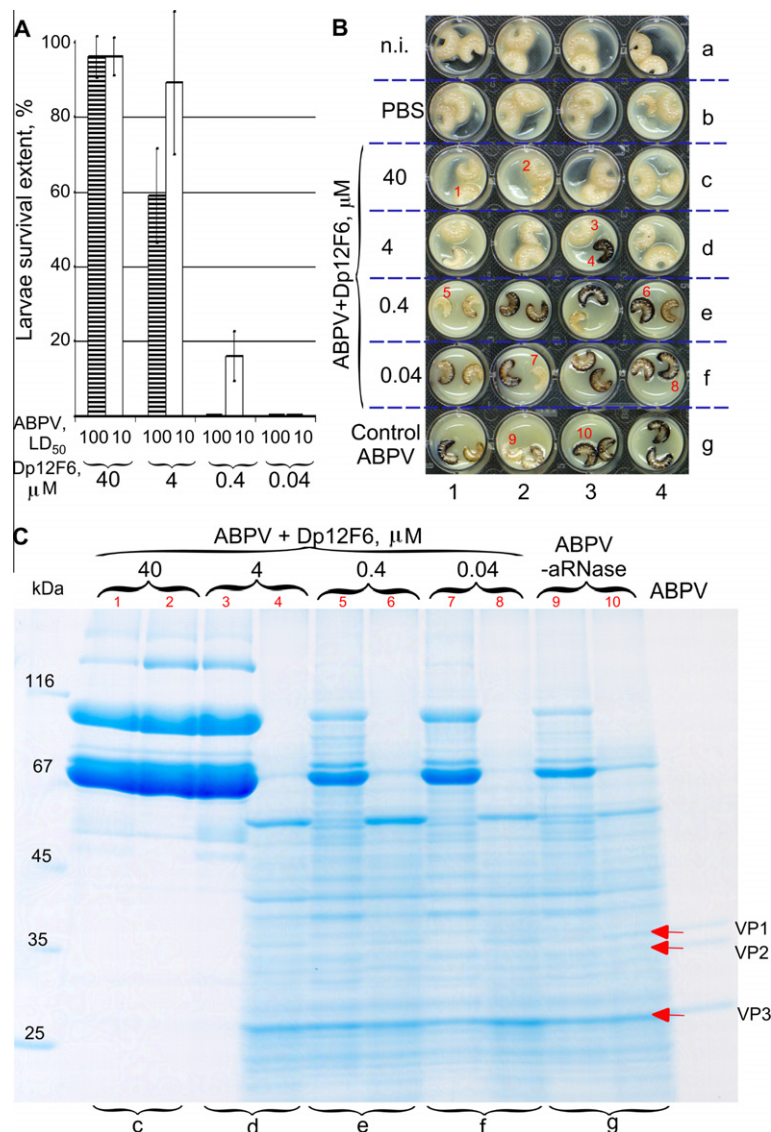 A
Larvae survival extent, %
100
80
60
40
20
ABPV, LD50
100 10 100 10 100 10 100 10
Dp12F6, μM
40 4 0.4 0.04
B
n.i. a
PBS b
ABPV+Dp12F6, μM
40 1 2 c
4 3 4 d
0.4 5 6 e
0.04 7 8 f
Control ABPV 9 10 g
1 2 3 4
C
ABPV + Dp12F6, μM
ABPV -aRNase
40 4 0.4 0.04
ABPV
kDa
1 2 3 4 5 6 7 8 9 10
116
67
45
35
25
VP1
VP2
VP3
c d e f g